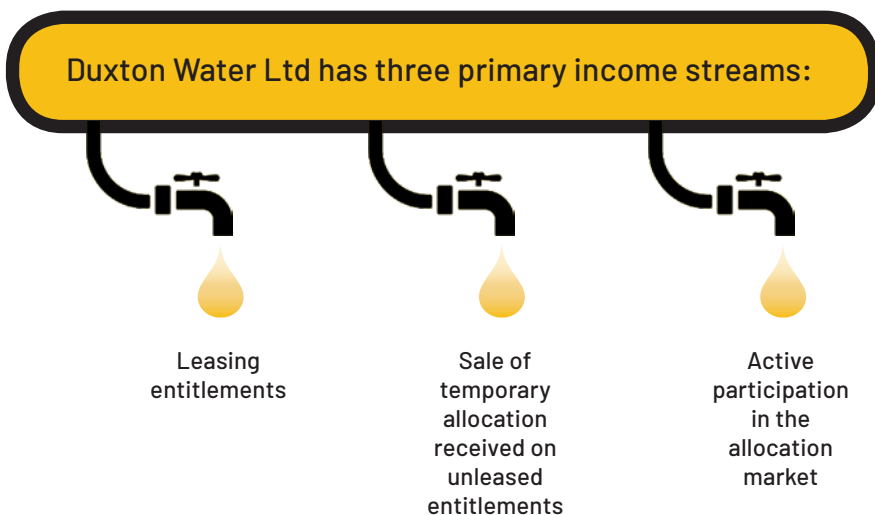 Duxton Water Ltd has three primary income streams:
Leasing
entitlements
Sale of
temporary
allocation
received on
unleased
entitlements
Active
participation
in the
allocation
market